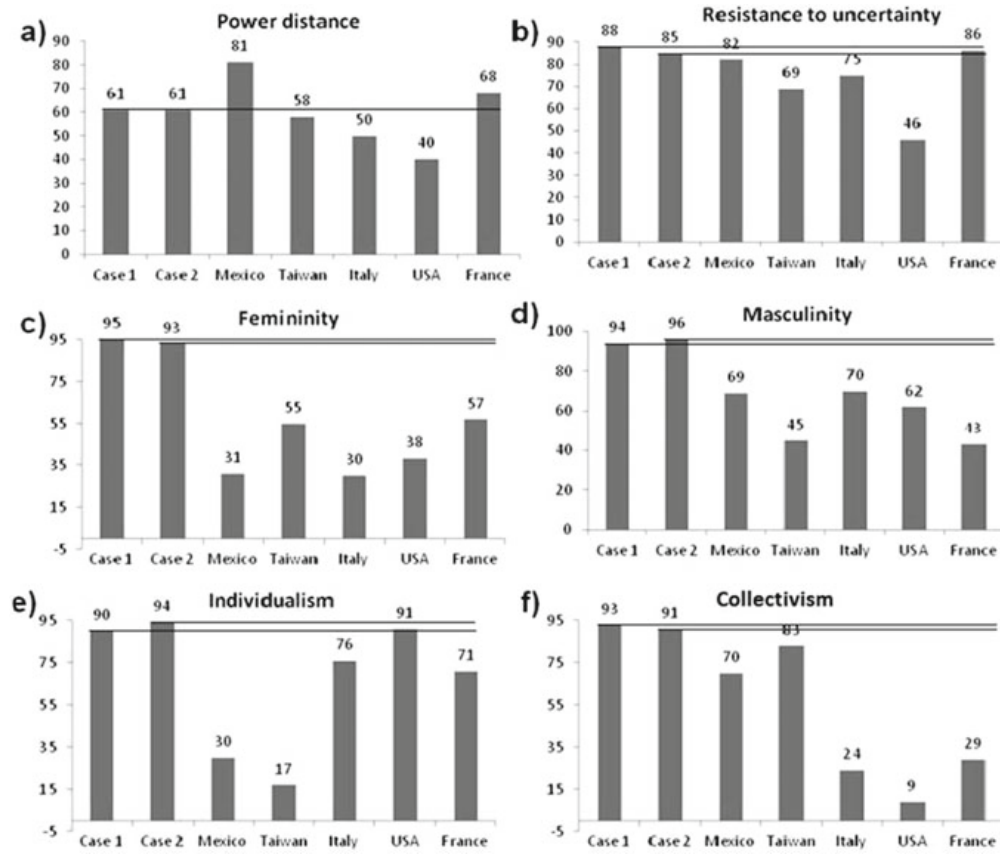 a) Power distance
90
80
70
60
50
40
30
20
10
0
61 61 81 58 50 40 68
Case 1 Case 2 Mexico Taiwan Italy USA France
b) Resistance to uncertainty
90
80
70
60
50
40
30
20
10
0
88 85 82 69 75 46 86
Case 1 Case 2 Mexico Taiwan Italy USA France
c) Femininity
95
75
55
35
15
-5
95 93 31 55 30 38 57
Case 1 Case 2 Mexico Taiwan Italy USA France
d) Masculinity
100
80
60
40
20
0
94 96 69 45 70 62 43
Case 1 Case 2 Mexico Taiwan Italy USA France
e) Individualism
95
75
55
35
15
-5
90 94 30 17 76 91 71
Case 1 Case 2 Mexico Taiwan Italy USA France
f) Collectivism
95
75
55
35
15
-5
93 91 70 83 24 9 29
Case 1 Case 2 Mexico Taiwan Italy USA France